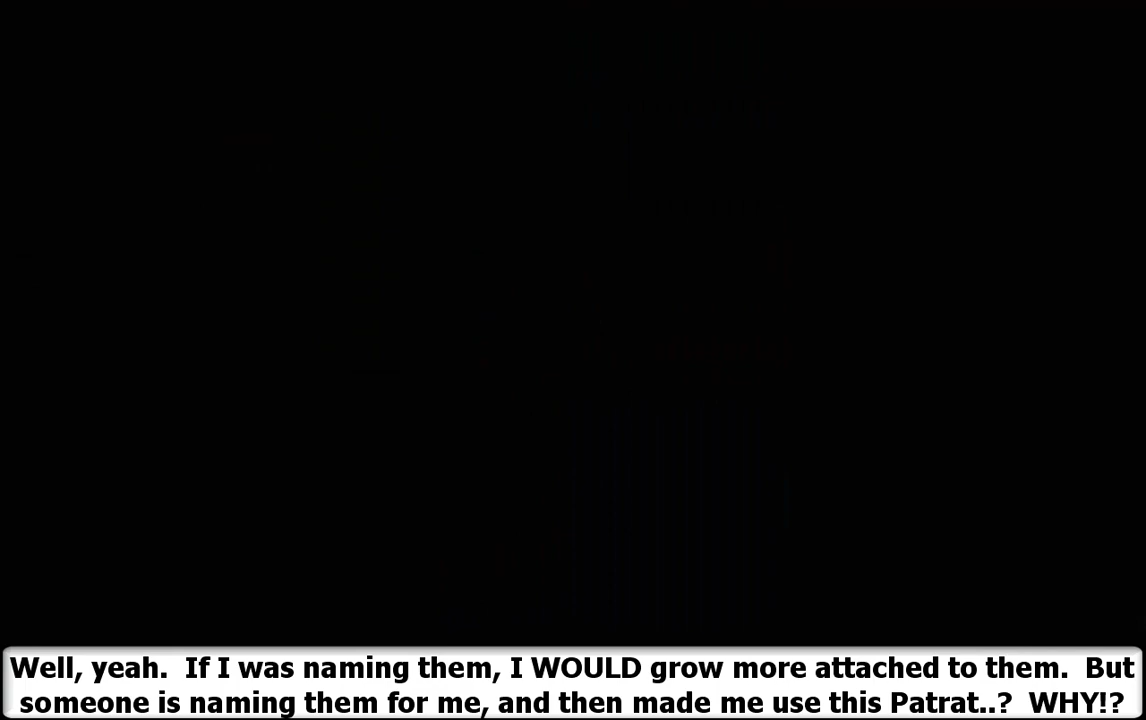 Well, yeah.  If I was naming them, I WOULD grow more attached to them.  But
someone is naming them for me, and then made me use this Patrat..?  WHY!?